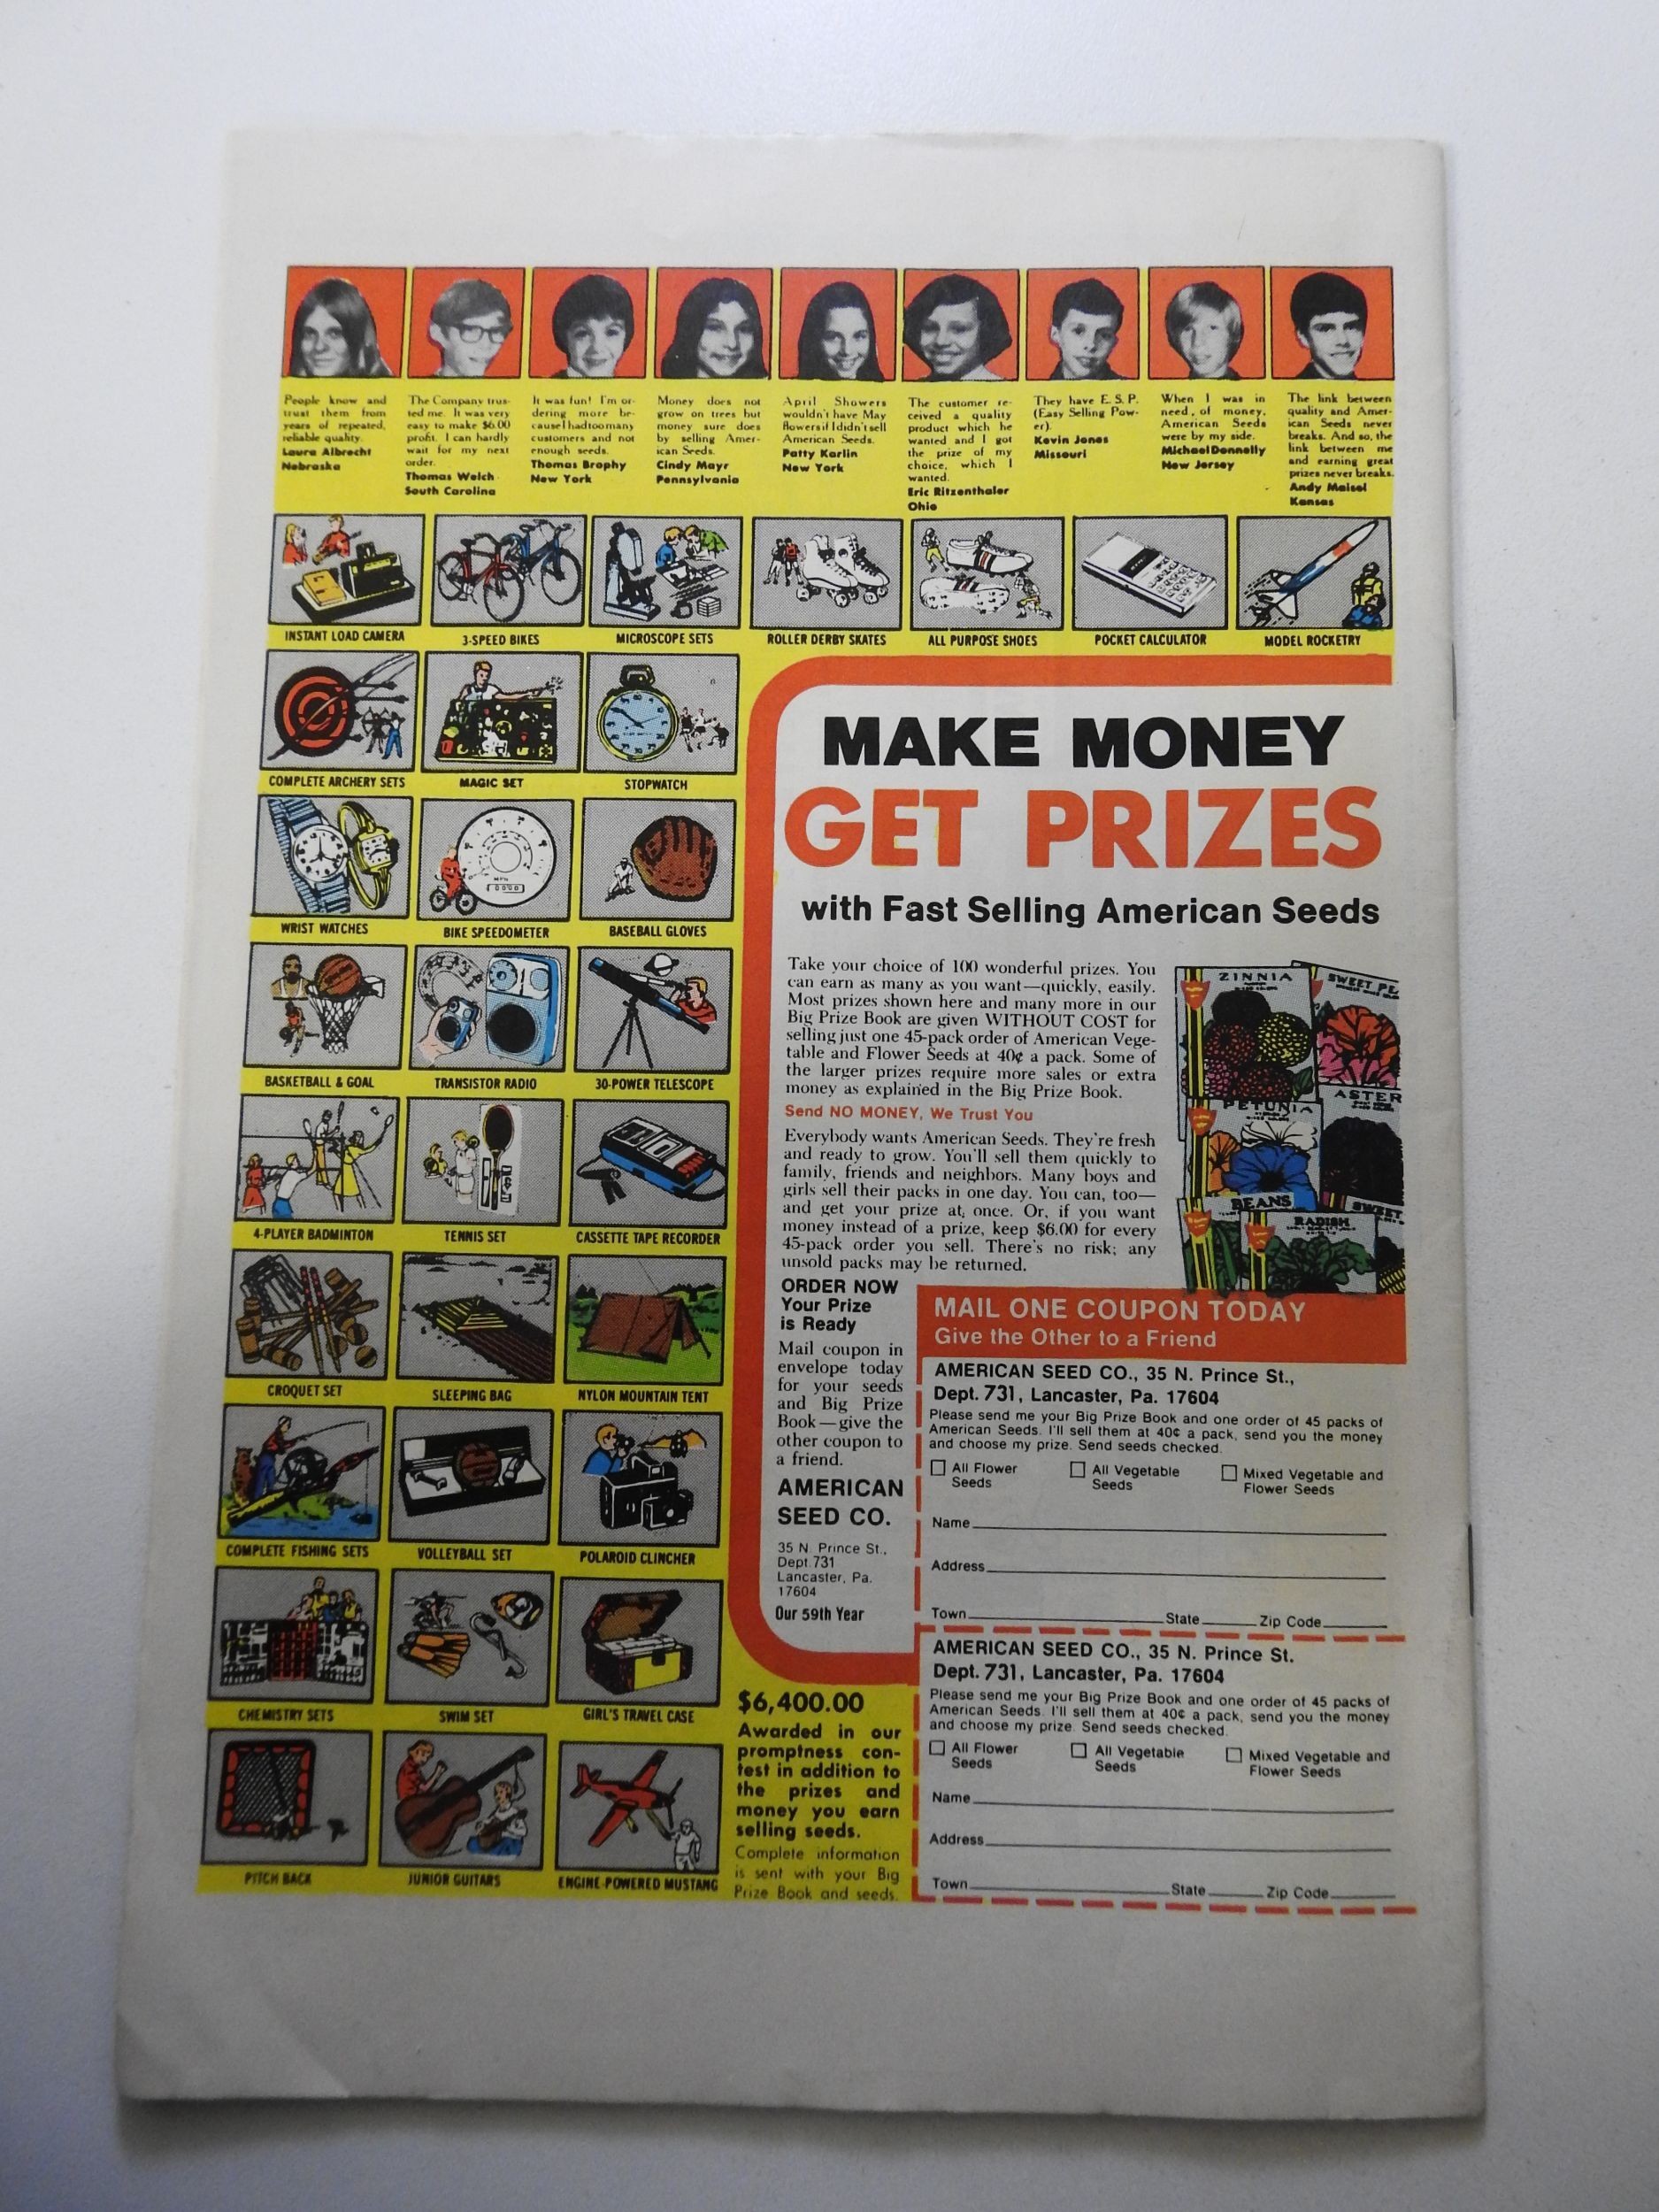 People know and
trust them from
years of repeated,
reliable quality.
Laura Albrecht
Nebraska
The Company trus-
ted me. It was very
easy to make $6.00
profit. I can hardly
wait for my next
order.
Thomas Welch
South Carolina
It was fun! I'm or-
dering more be-
cause I had too many
customers and not
enough seeds.
Thomas Brophy
New York
Money does not
grow on trees but
money sure does
by selling Amer-
ican Seeds.
Cindy Mayr
Pennsylvania
April Showers
wouldn't have May
flowers if I didn't sell
American Seeds.
Patty Karlin
New York
The customer re-
ceived a quality
product which he
wanted and I got
the prize of my
choice, which I
wanted.
Eric Ritzenthaler
Ohio
They have E. S. P.
(Easy Selling Pow-
er).
Kevin Jones
Missouri
When I was in
need, of money,
American Seeds
were by my side.
Michael Donnelly
New Jersey
The link between
quality and Amer-
ican Seeds never
breaks. And so, the
link between me
and earning great
prizes never breaks.
Andy Maisel
Kansas
INSTANT LOAD CAMERA
3-SPEED BIKES
MICROSCOPE SETS
ROLLER DERBY SKATES
ALL PURPOSE SHOES
POCKET CALCULATOR
MODEL ROCKETRY
COMPLETE ARCHERY SETS
MAGIC SET
STOPWATCH
WRIST WATCHES
BIKE SPEEDOMETER
BASEBALL GLOVES
BASKETBALL & GOAL
TRANSISTOR RADIO
30-POWER TELESCOPE
4-PLAYER BADMINTON
TENNIS SET
CASSETTE TAPE RECORDER
CROQUET SET
SLEEPING BAG
NYLON MOUNTAIN TENT
COMPLETE FISHING SETS
VOLLEYBALL SET
POLAROID CLINCHER
CHEMISTRY SETS
SWIM SET
GIRL'S TRAVEL CASE
PITCH BACK
JUNIOR GUITARS
ENGINE-POWERED MUSTANG
MAKE MONEY
GET PRIZES
with Fast Selling American Seeds
Take your choice of 100 wonderful prizes. You
can earn as many as you want—quickly, easily.
Most prizes shown here and many more in our
Big Prize Book are given WITHOUT COST for
selling just one 45-pack order of American Vege-
table and Flower Seeds at 40¢ a pack. Some of
the larger prizes require more sales or extra
money as explained in the Big Prize Book.
Send NO MONEY, We Trust You
Everybody wants American Seeds. They're fresh
and ready to grow. You'll sell them quickly to
family, friends and neighbors. Many boys and
girls sell their packs in one day. You can, too—
and get your prize at once. Or, if you want
money instead of a prize, keep $6.00 for every
45-pack order you sell. There's no risk; any
unsold packs may be returned.
ZINNIA
SWEET PE
ASTER
PETUNIA
BEANS
SWEET
RADISH
ORDER NOW
Your Prize
is Ready
Mail coupon in
envelope today
for your seeds
and Big Prize
Book—give the
other coupon to
a friend.
AMERICAN
SEED CO.
35 N. Prince St.,
Dept. 731
Lancaster, Pa.
17604
Our 59th Year
$6,400.00
Awarded in our
promptness con-
test in addition to
the prizes and
money you earn
selling seeds.
Complete information
is sent with your Big
Prize Book and seeds.
MAIL ONE COUPON TODAY
Give the Other to a Friend
AMERICAN SEED CO., 35 N. Prince St.,
Dept. 731, Lancaster, Pa. 17604
Please send me your Big Prize Book and one order of 45 packs of
American Seeds. I'll sell them at 40¢ a pack, send you the money
and choose my prize. Send seeds checked.
All Flower
Seeds
All Vegetable
Seeds
Mixed Vegetable and
Flower Seeds
Name
Address
Town State Zip Code
AMERICAN SEED CO., 35 N. Prince St.
Dept. 731, Lancaster, Pa. 17604
Please send me your Big Prize Book and one order of 45 packs of
American Seeds. I'll sell them at 40¢ a pack, send you the money
and choose my prize. Send seeds checked.
All Flower
Seeds
All Vegetable
Seeds
Mixed Vegetable and
Flower Seeds
Name
Address
Town State Zip Code